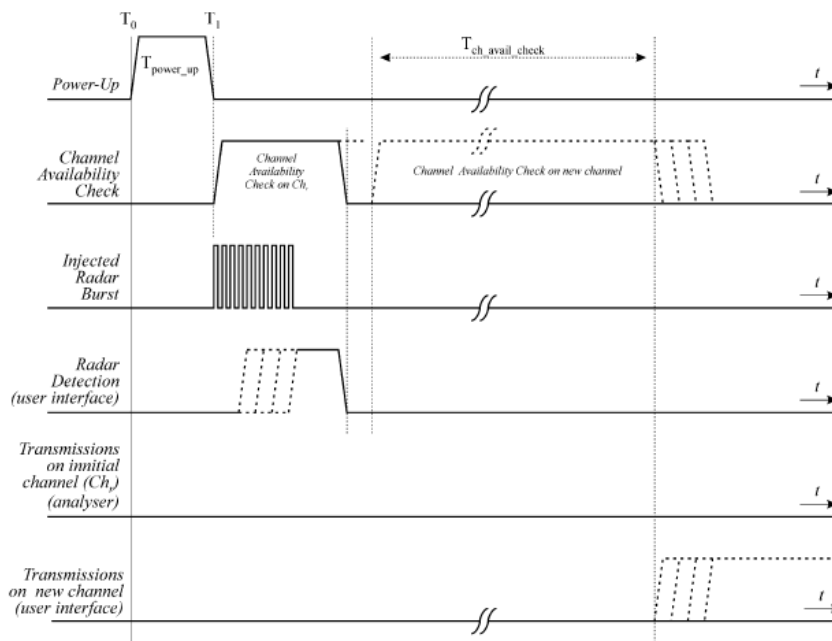 T0 T1
Tpower_up
Tch_avail_check
Power-Up
t
Channel
Availability
Check
Channel
Availability
Check on Chr
Channel Availability Check on new channel
t
Injected
Radar
Burst
t
Radar
Detection
(user interface)
t
Transmissions
on innitial
channel (Chr)
(analyser)
t
Transmissions
on new channel
(user interface)
t